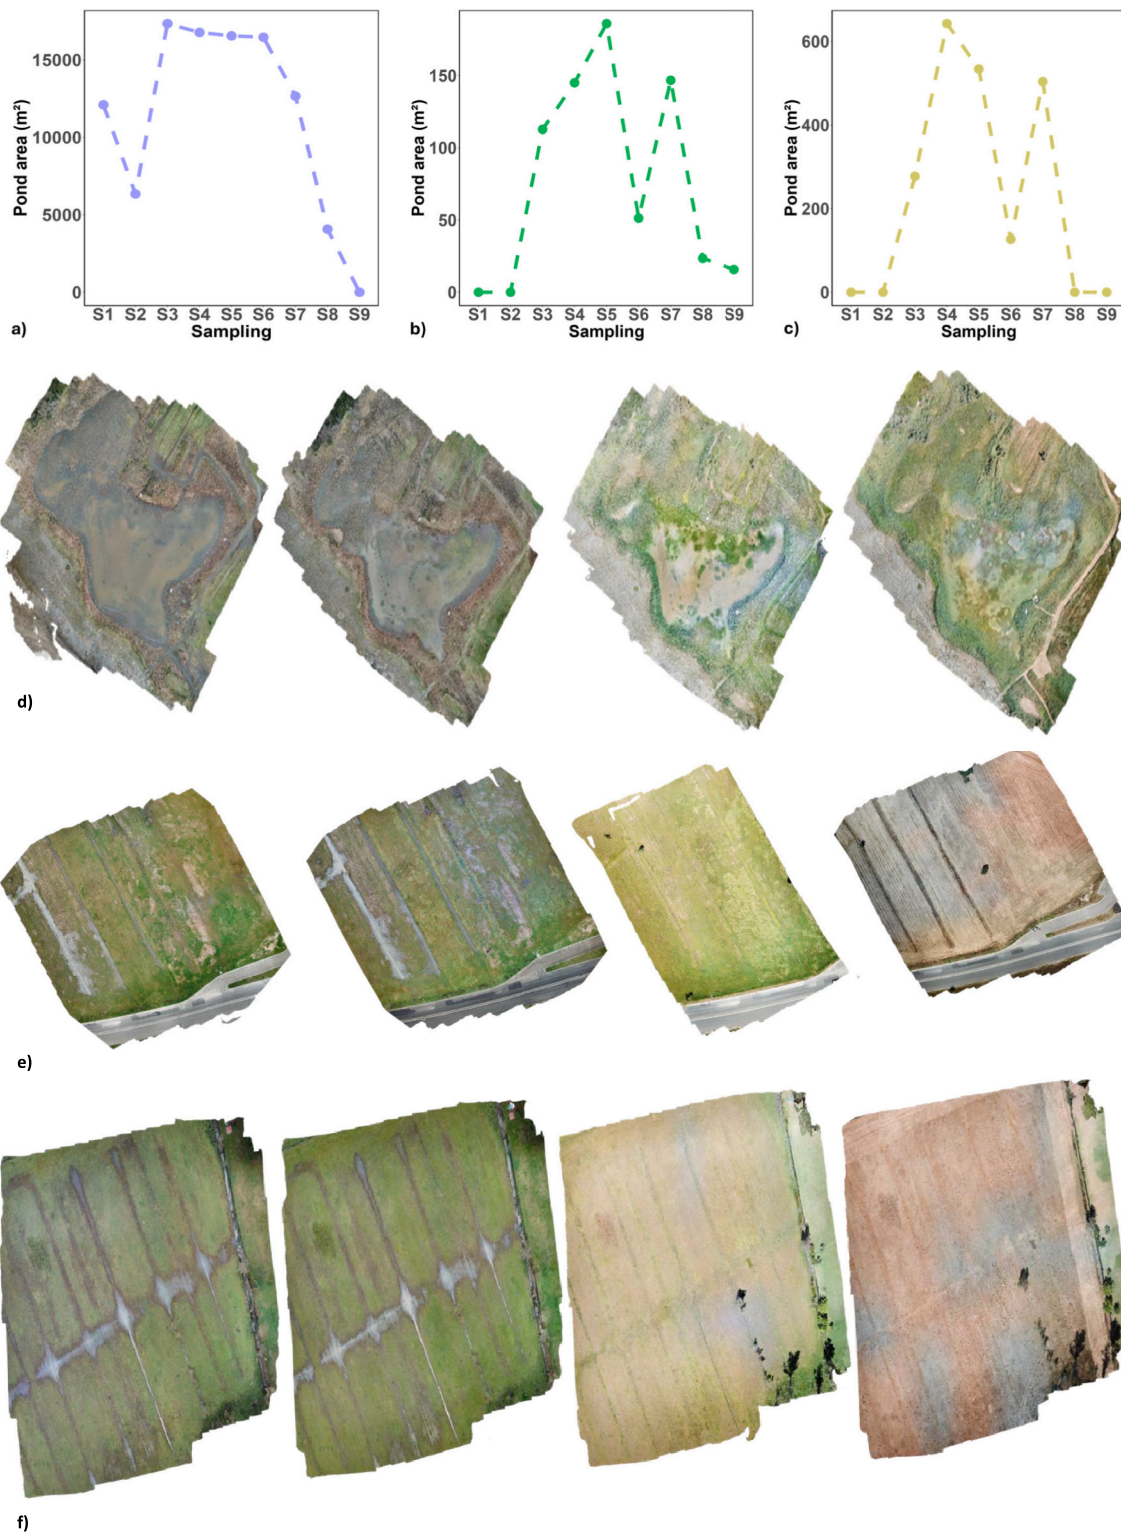 Pond area (m²)
15000
10000
5000
0
S1 S2 S3 S4 S5 S6 S7 S8 S9
Sampling
a)
Pond area (m²)
150
100
50
0
S1 S2 S3 S4 S5 S6 S7 S8 S9
Sampling
b)
Pond area (m²)
600
400
200
0
S1 S2 S3 S4 S5 S6 S7 S8 S9
Sampling
c)
d)
e)
f)